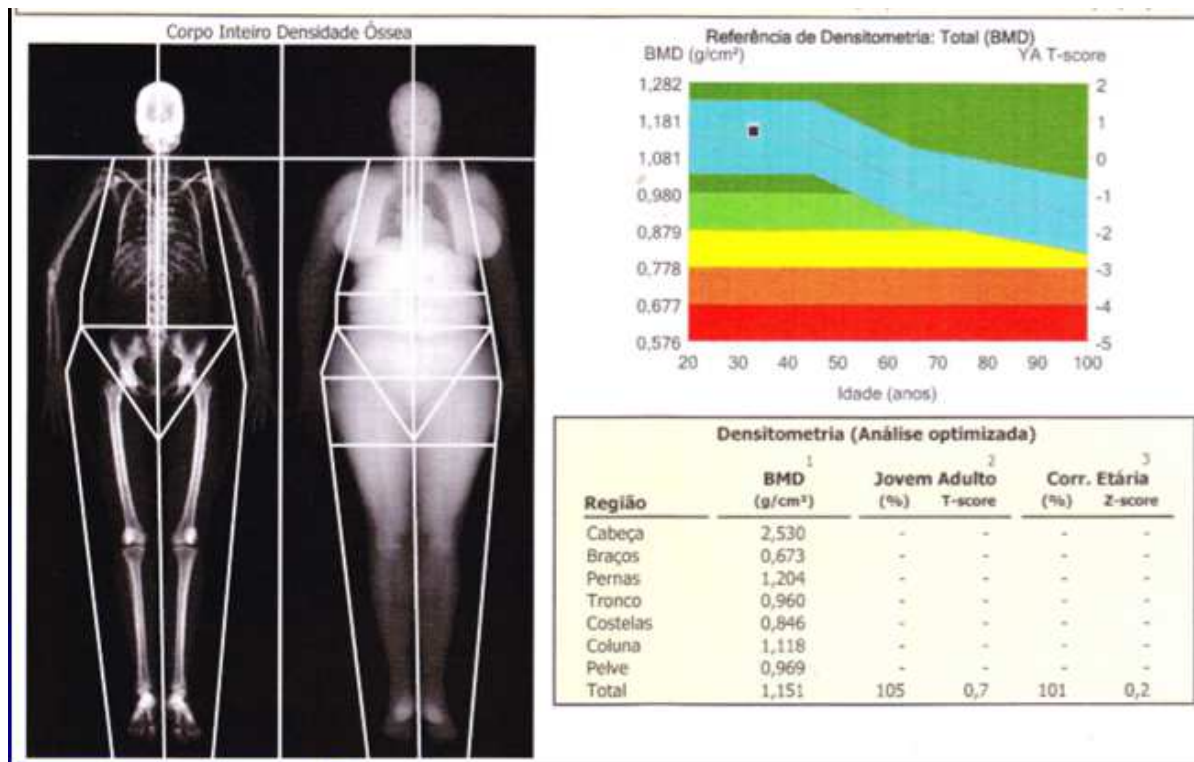 Corpo Inteiro Densidade Óssea
Referência de Densitometria: Total (BMD)
BMD (g/cm²) YA T-score
1,282 2
1,181 1
1,081 0
0,980 -1
0,879 -2
0,778 -3
0,677 -4
0,576 -5
20 30 40 50 60 70 80 90 100
Idade (anos)
Densitometria (Análise optimizada)
1 2 3
BMD Jovem Adulto Corr. Etária
Região (g/cm²) (%) T-score (%) Z-score
Cabeça 2,530 - - - -
Braços 0,673 - - - -
Pernas 1,204 - - - -
Tronco 0,960 - - - -
Costelas 0,846 - - - -
Coluna 1,118 - - - -
Pelve 0,969 - - - -
Total 1,151 105 0,7 101 0,2